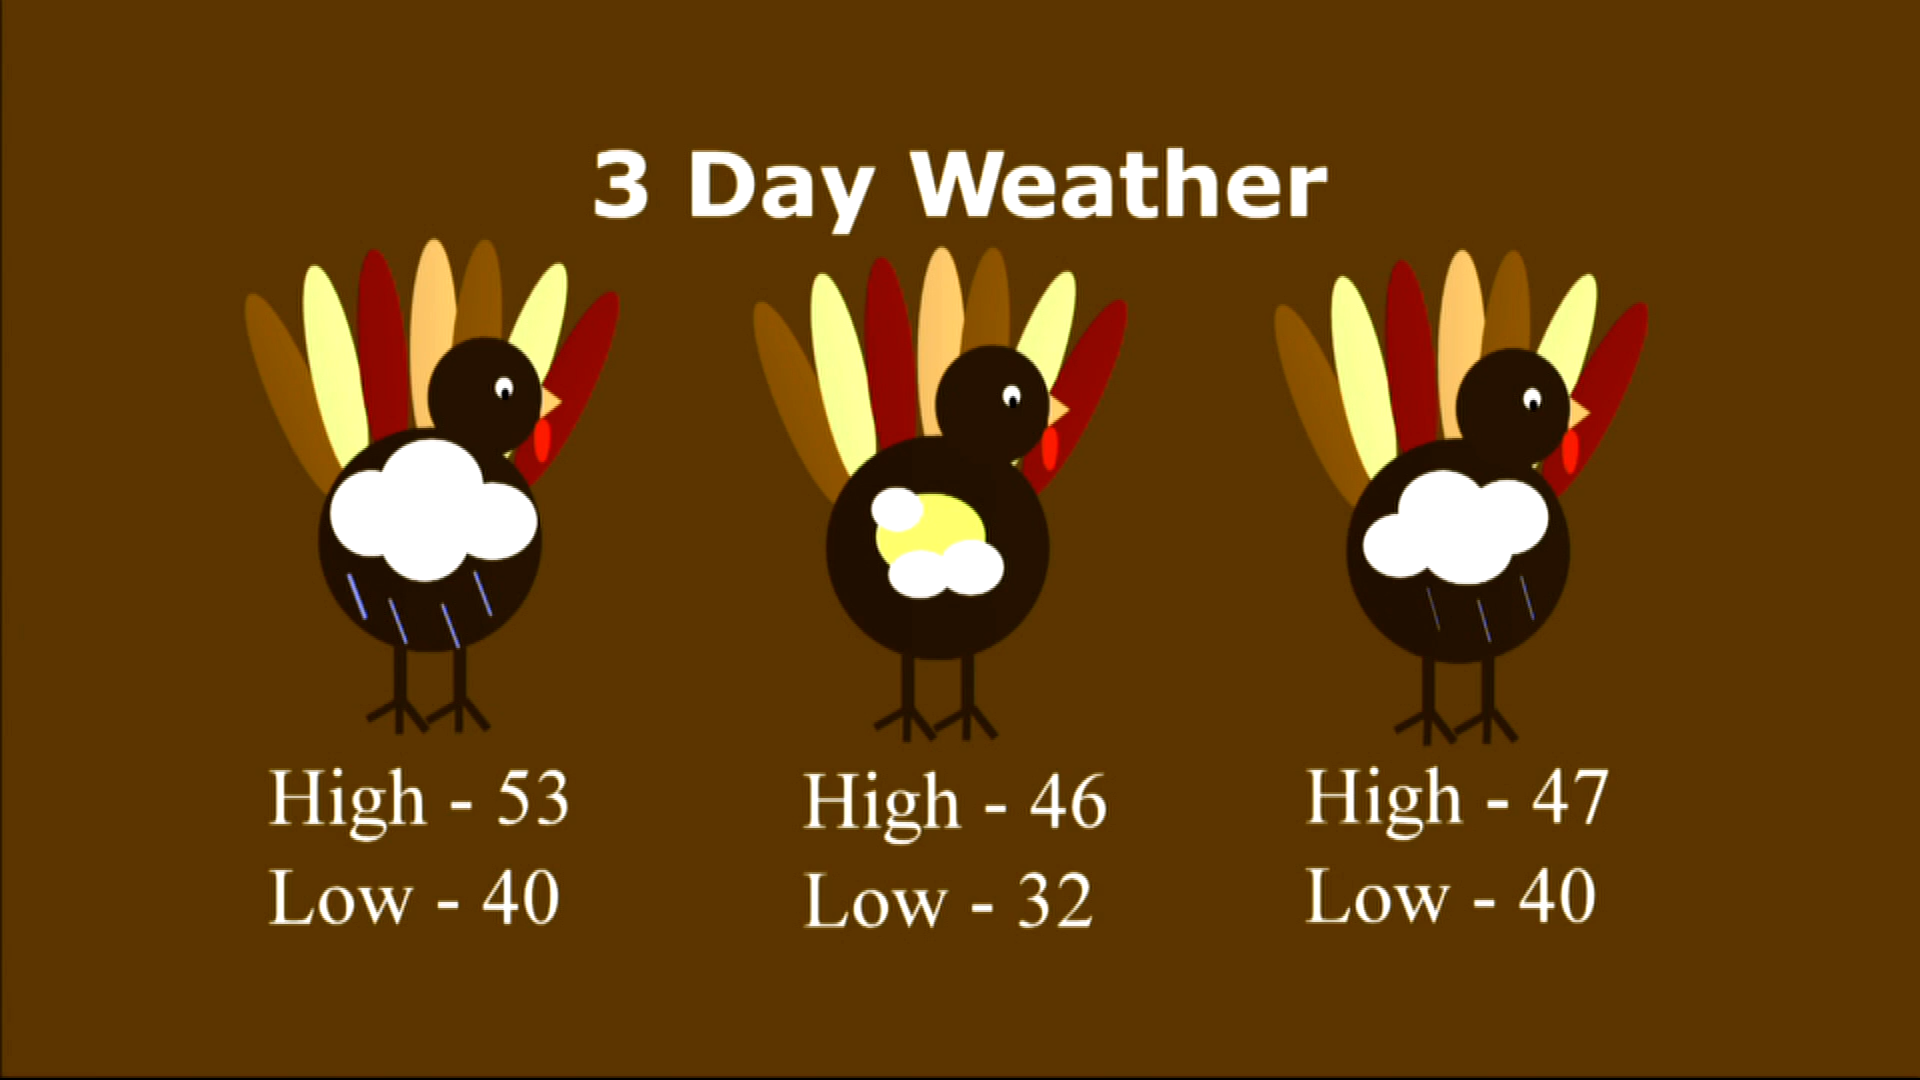 3 Day Weather
High - 53
Low - 40
High - 46
Low - 32
High - 47
Low - 40